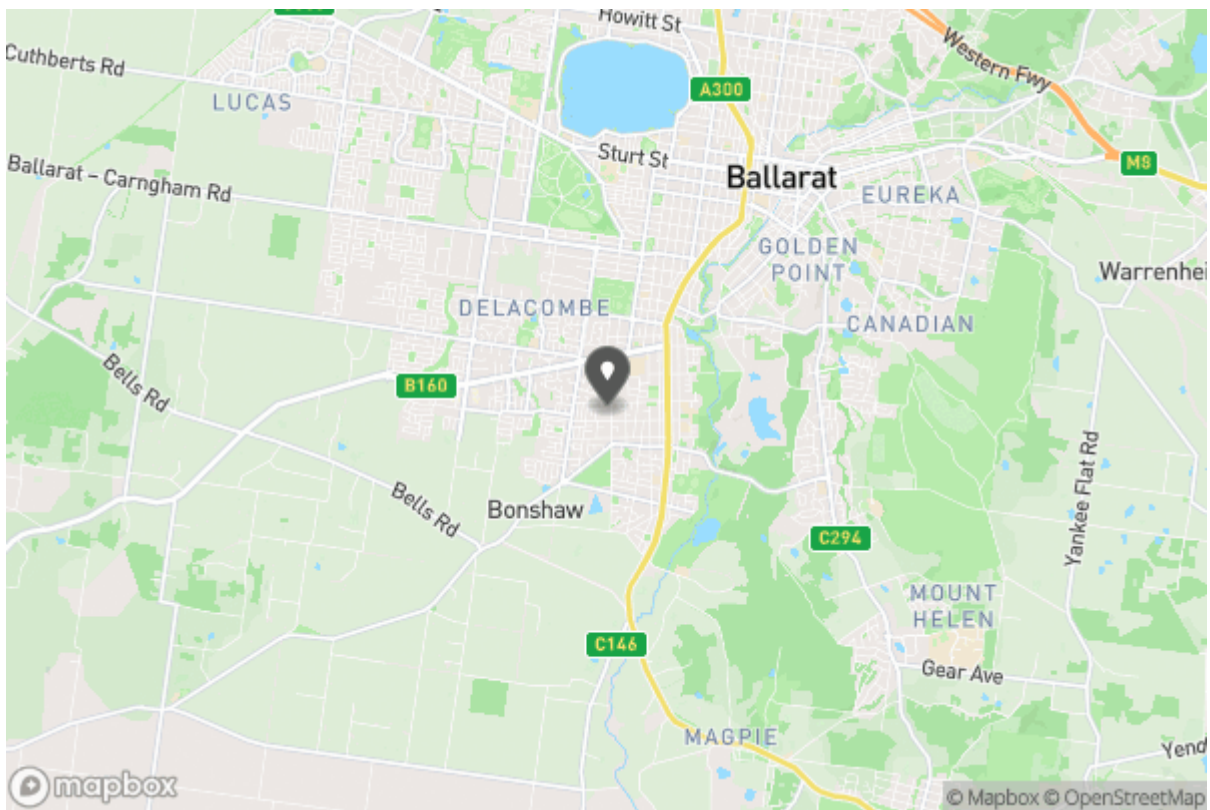 Howitt St
Western Fwy
Cuthberts Rd
LUCAS
A300
Sturt St
M8
Ballarat – Carngham Rd
Ballarat
EUREKA
GOLDEN
POINT
Warrenhei
DELACOMBE
CANADIAN
Bells Rd
B160
Yankee Flat Rd
Bells Rd
Bonshaw
C294
MOUNT
HELEN
C146
Gear Ave
MAGPIE
Yend
mapbox
© Mapbox © OpenStreetMap